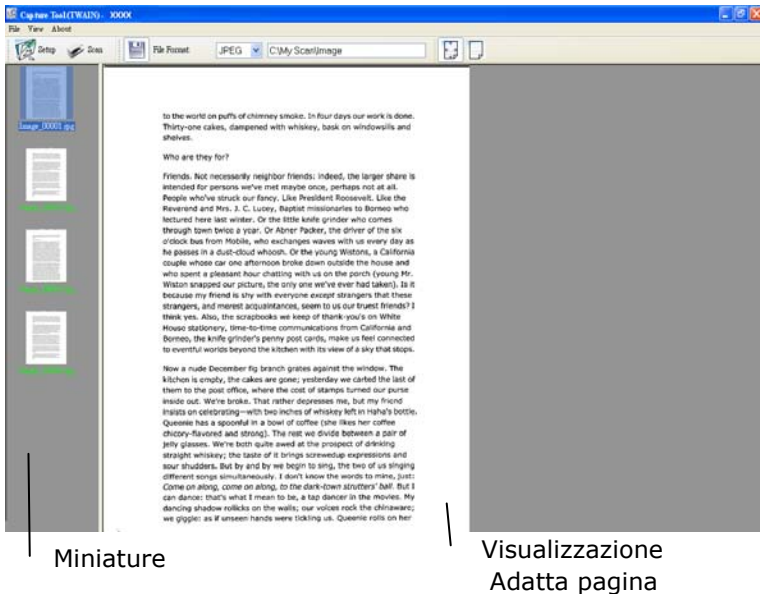 Capture Tool(TWAIN)- XXXX
File View About
Setup Scan File Format JPEG C:\My Scan\Image
Image_00001.jpg
to the world on puffs of chimney smoke. In four days our work is done.
Thirty-one cakes, dampened with whiskey, bask on windowsills and
shelves.
Who are they for?
Friends. Not necessarily neighbor friends: indeed, the larger share is
intended for persons we've met maybe once, perhaps not at all.
People who've struck our fancy. Like President Roosevelt. Like the
Reverend and Mrs. J. C. Lucey, Baptist missionaries to Borneo who
lectured here last winter. Or the little knife grinder who comes
through town twice a year. Or Abner Packer, the driver of the six
o'clock bus from Mobile, who exchanges waves with us every day as
he passes in a dust-cloud whoosh. Or the young Wistons, a California
couple whose car one afternoon broke down outside the house and
who spent a pleasant hour chatting with us on the porch (young Mr.
Wiston snapped our picture, the only one we've ever had taken). Is it
because my friend is shy with everyone except strangers that these
strangers, and merest acquaintances, seem to us our truest friends? I
think yes. Also, the scrapbooks we keep of thank-you's on White
House stationery, time-to-time communications from California and
Borneo, the knife grinder's penny post cards, make us feel connected
to eventful worlds beyond the kitchen with its view of a sky that stops.
Now a nude December fig branch grates against the window. The
kitchen is empty, the cakes are gone; yesterday we carted the last of
them to the post office, where the cost of stamps turned our purse
inside out. We're broke. That rather depresses me, but my friend
insists on celebrating—with two inches of whiskey left in Haha's bottle.
Queenie has a spoonful in a bowl of coffee (she likes her coffee
chicory-flavored and strong). The rest we divide between a pair of
jelly glasses. We're both quite awed at the prospect of drinking
straight whiskey; the taste of it brings screwedup expressions and
sour shudders. But by and by we begin to sing, the two of us singing
different songs simultaneously. I don't know the words to mine, just:
Come on along, come on along, to the dark-town strutters' ball. But I
can dance: that's what I mean to be, a tap dancer in the movies. My
dancing shadow rollicks on the walls; our voices rock the chinaware;
we giggle: as if unseen hands were tickling us. Queenie rolls on her
Miniature
Visualizzazione
Adatta pagina